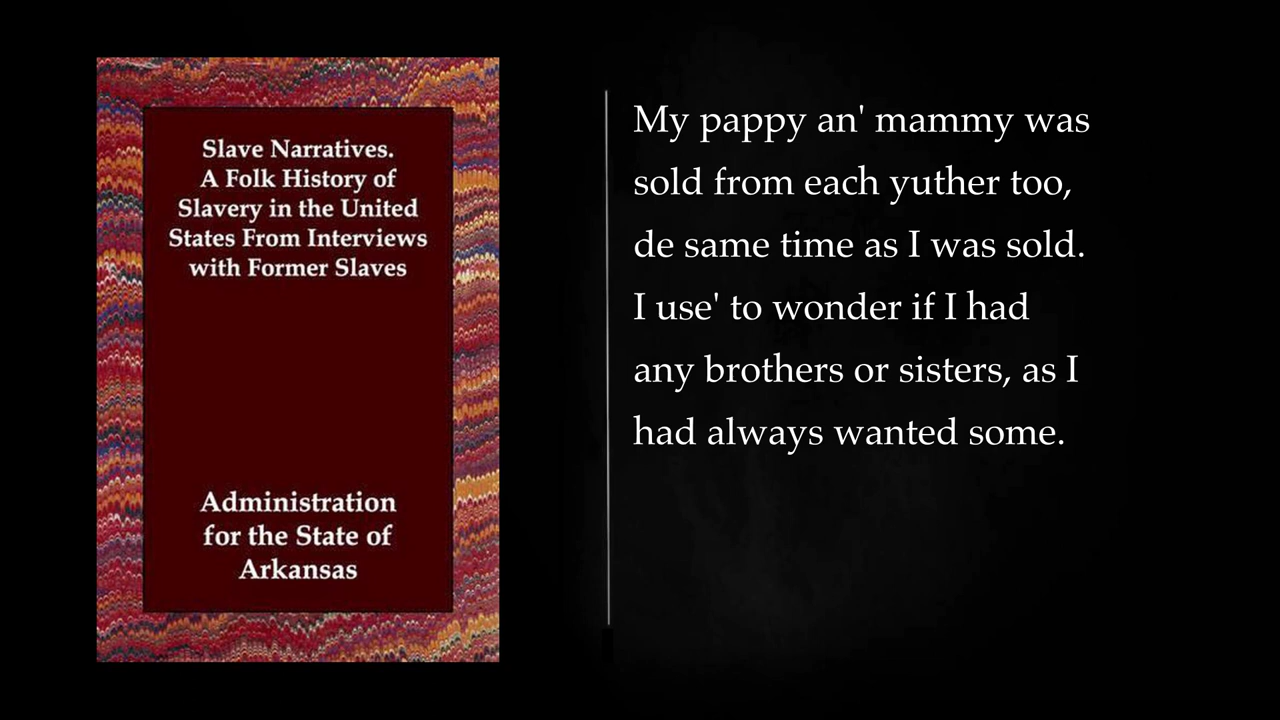 Slave Narratives.
A Folk History of
Slavery in the United
States From Interviews
with Former Slaves
Administration
for the State of
Arkansas
My pappy an' mammy was
sold from each yuther too,
de same time as I was sold.
I use' to wonder if I had
any brothers or sisters, as I
had always wanted some.